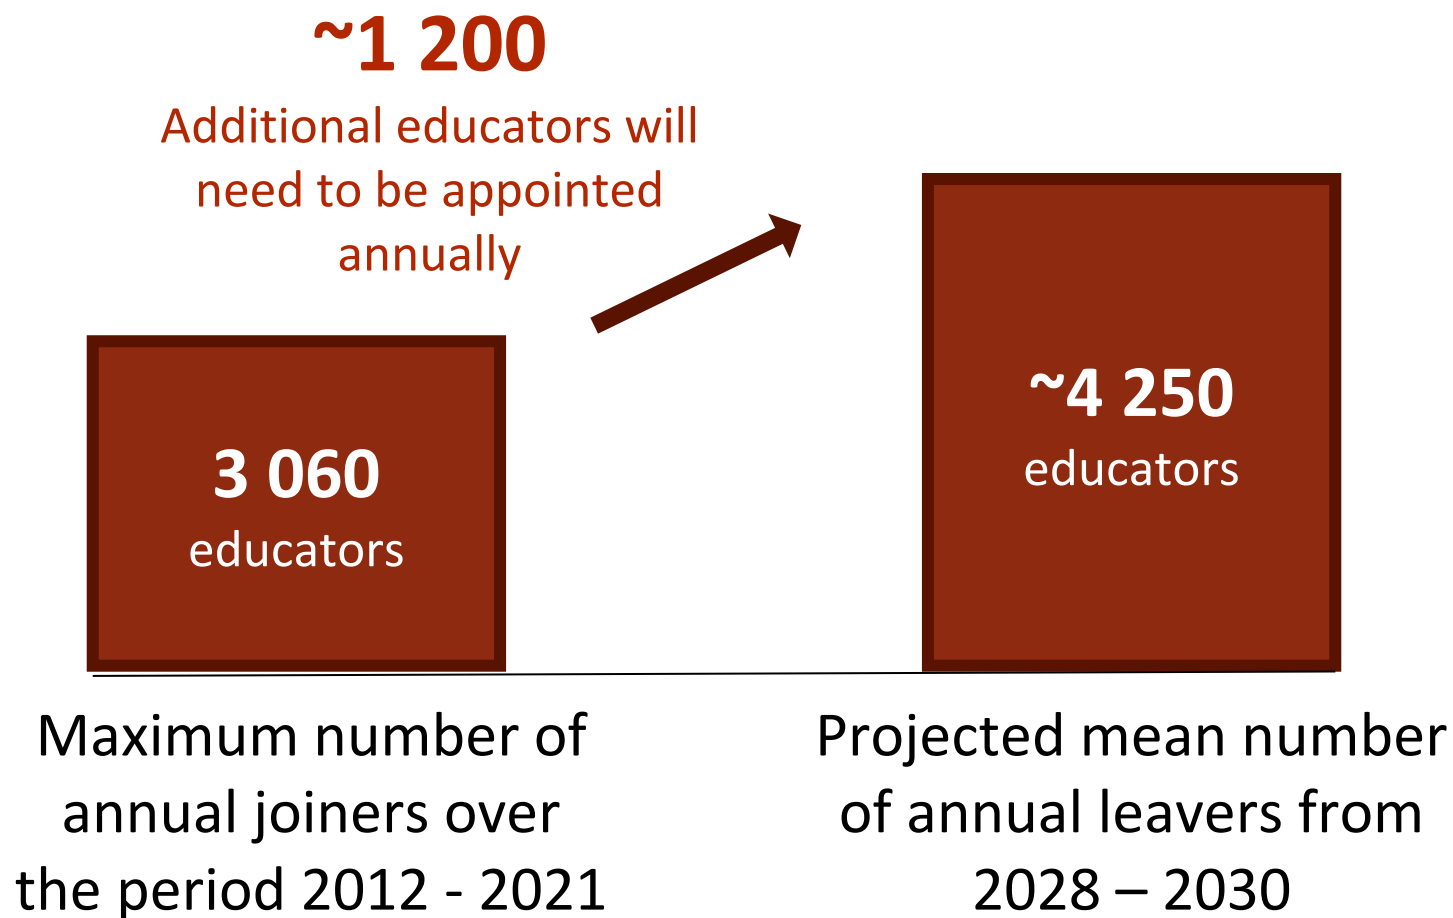 ~1 200
Additional educators will
need to be appointed
annually
3 060
educators
~4 250
educators
Maximum number of
annual joiners over
the period 2012 - 2021
Projected mean number
of annual leavers from
2028 – 2030